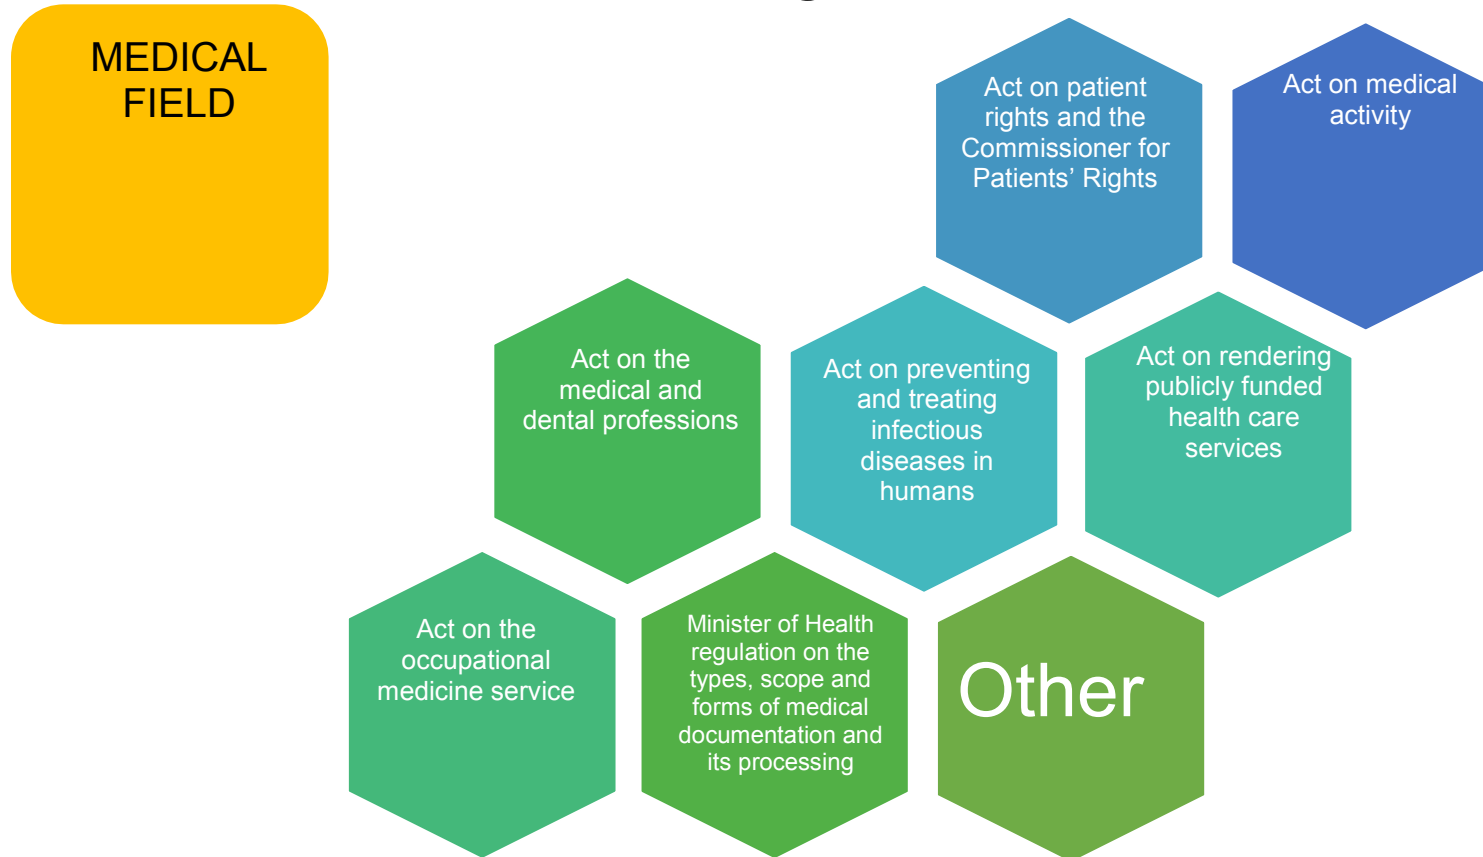 MEDICAL
FIELD
Act on patient
rights and the
Commissioner for
Patients’ Rights
Act on medical
activity
Act on the
medical and
dental professions
Act on preventing
and treating
infectious
diseases in
humans
Act on rendering
publicly funded
health care
services
Act on the
occupational
medicine service
Minister of Health
regulation on the
types, scope and
forms of medical
documentation and
its processing
Other